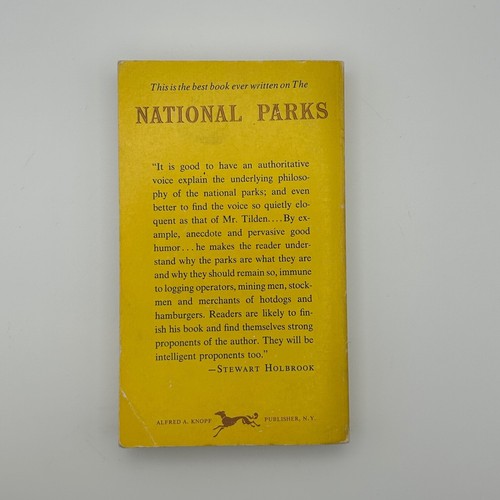 This is the best book ever written on The
NATIONAL PARKS
"It is good to have an authoritative
voice explain the underlying philoso-
phy of the national parks; and even
better to find the voice so quietly elo-
quent as that of Mr. Tilden....By ex-
ample, anecdote and pervasive good
humor...he makes the reader under-
stand why the parks are what they are
and why they should remain so, immune
to logging operators, mining men, stock-
men and merchants of hotdogs and
hamburgers. Readers are likely to fin-
ish his book and find themselves strong
proponents of the author. They will be
intelligent proponents too."
—STEWART HOLBROOK
ALFRED A. KNOPF PUBLISHER, N.Y.